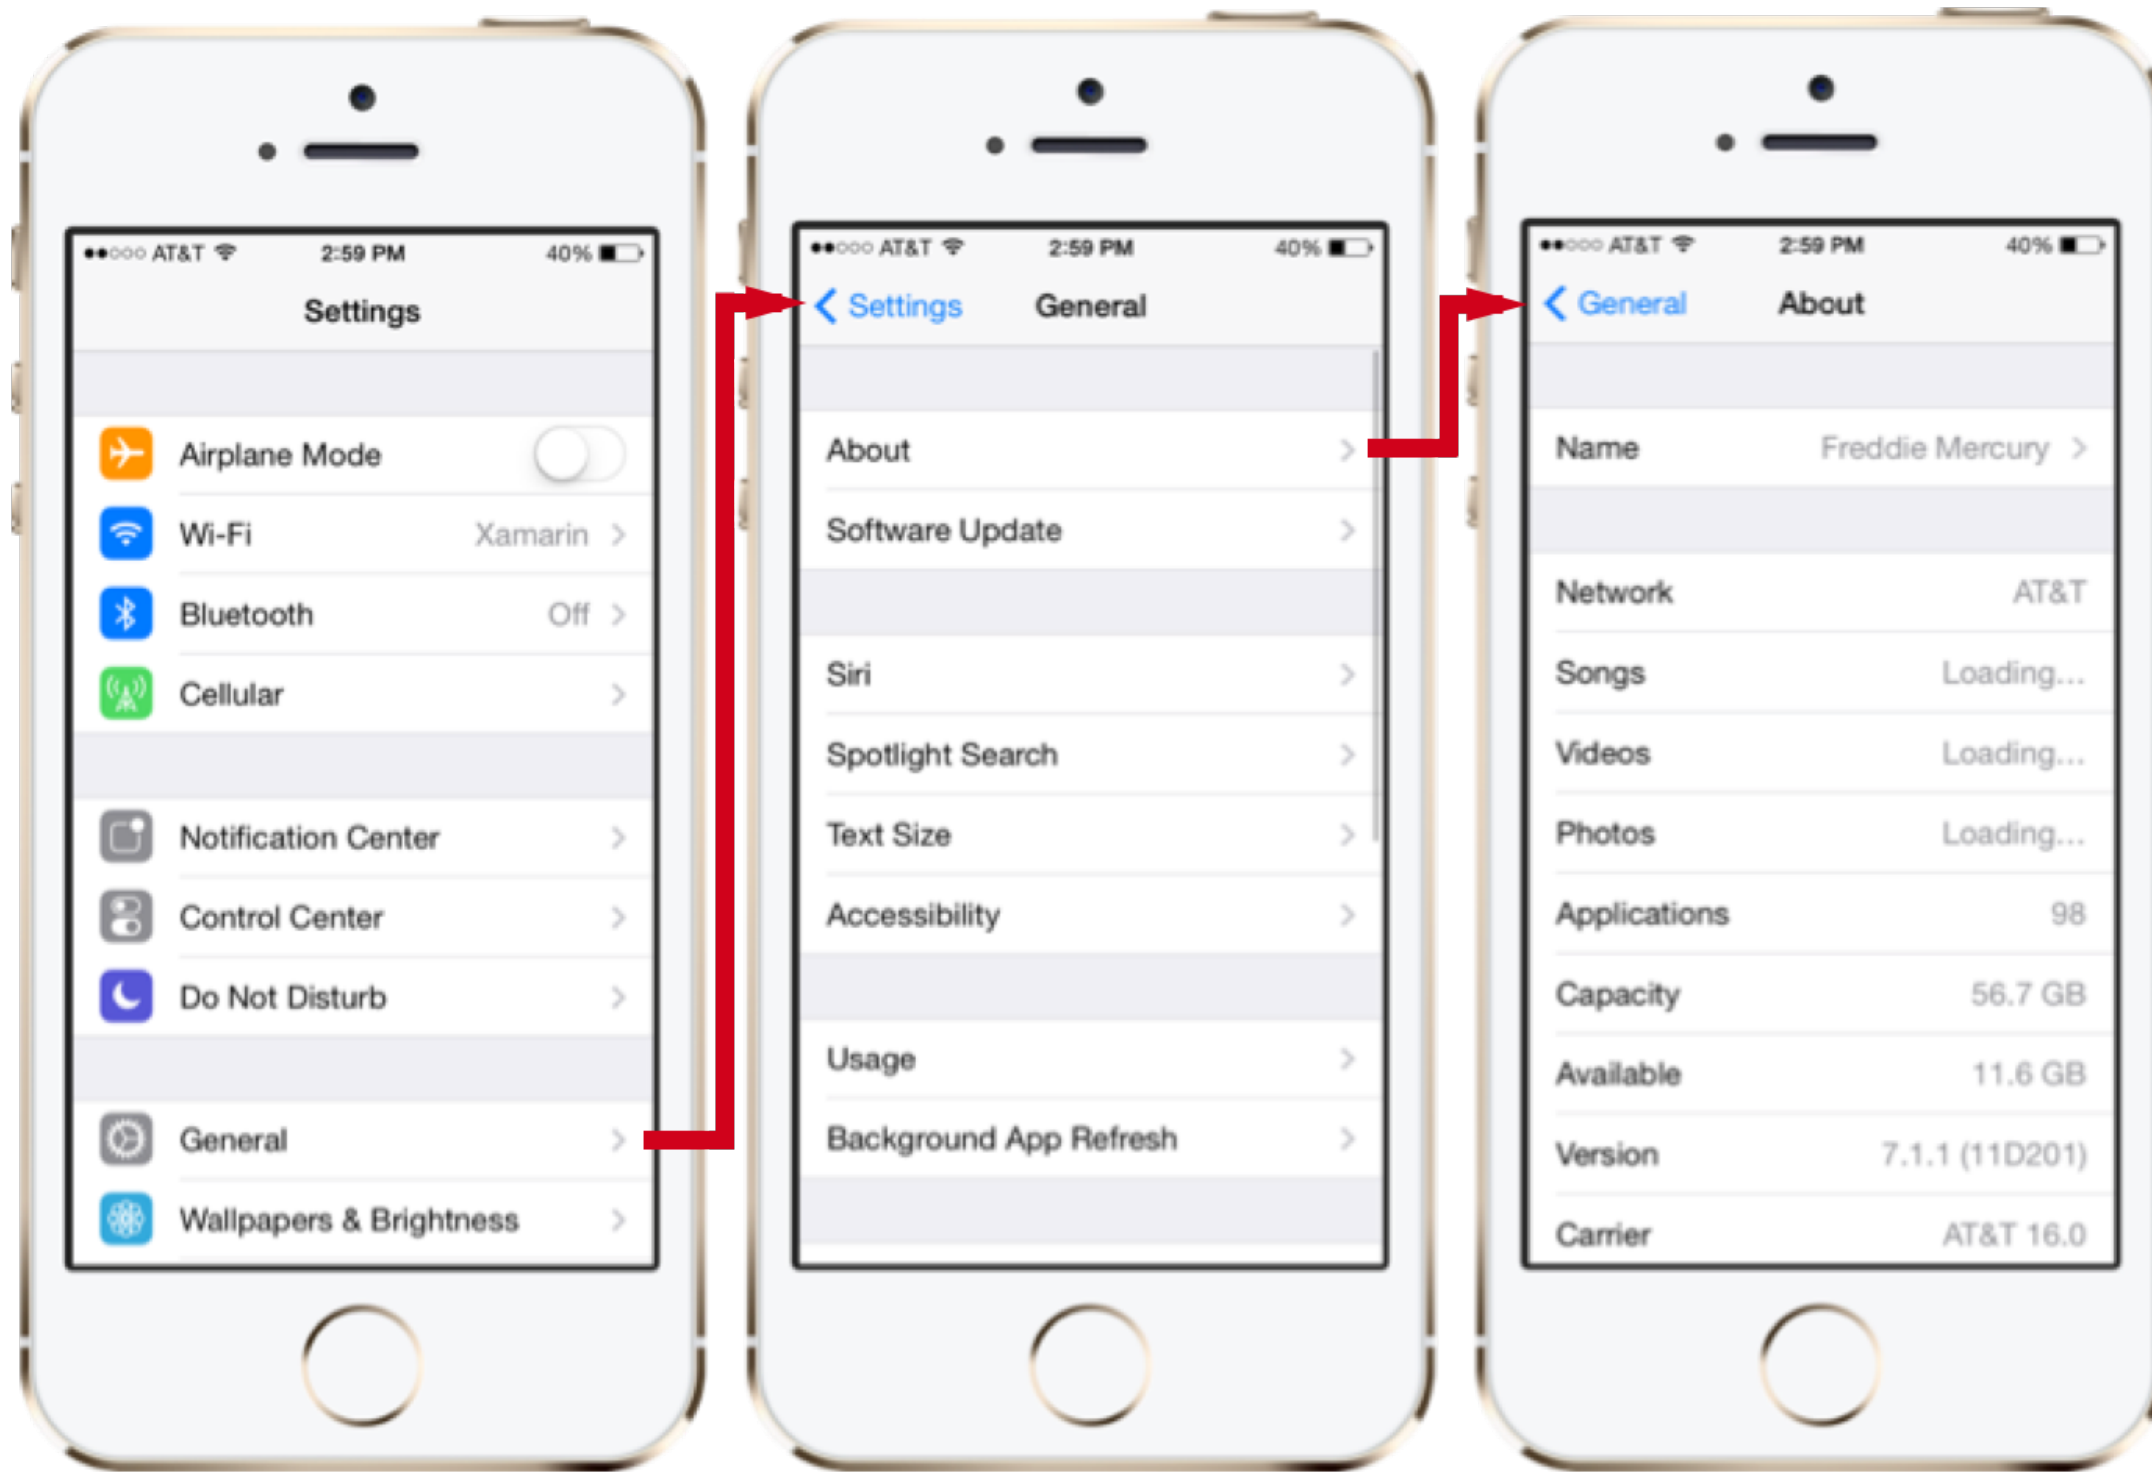 AT&T 2:59 PM 40%
Settings
Airplane Mode
Wi-Fi Xamarin
Bluetooth Off
Cellular
Notification Center
Control Center
Do Not Disturb
General
Wallpapers & Brightness
AT&T 2:59 PM 40%
Settings General
About
Software Update
Siri
Spotlight Search
Text Size
Accessibility
Usage
Background App Refresh
AT&T 2:59 PM 40%
General About
Name Freddie Mercury
Network AT&T
Songs Loading...
Videos Loading...
Photos Loading...
Applications 98
Capacity 56.7 GB
Available 11.6 GB
Version 7.1.1 (11D201)
Carrier AT&T 16.0